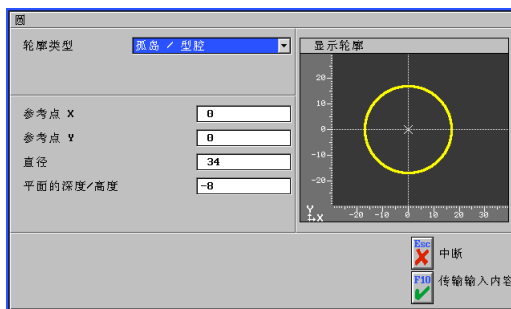 圆
轮廓类型 孤岛 / 型腔
显示轮廓
参考点 X 0
参考点 Y 0
直径 34
平面的深度/高度 -8
20
10
0
-10
-20
Y
X
-20 -10 0 10 20 30
Esc 中断
F10 传输输入内容